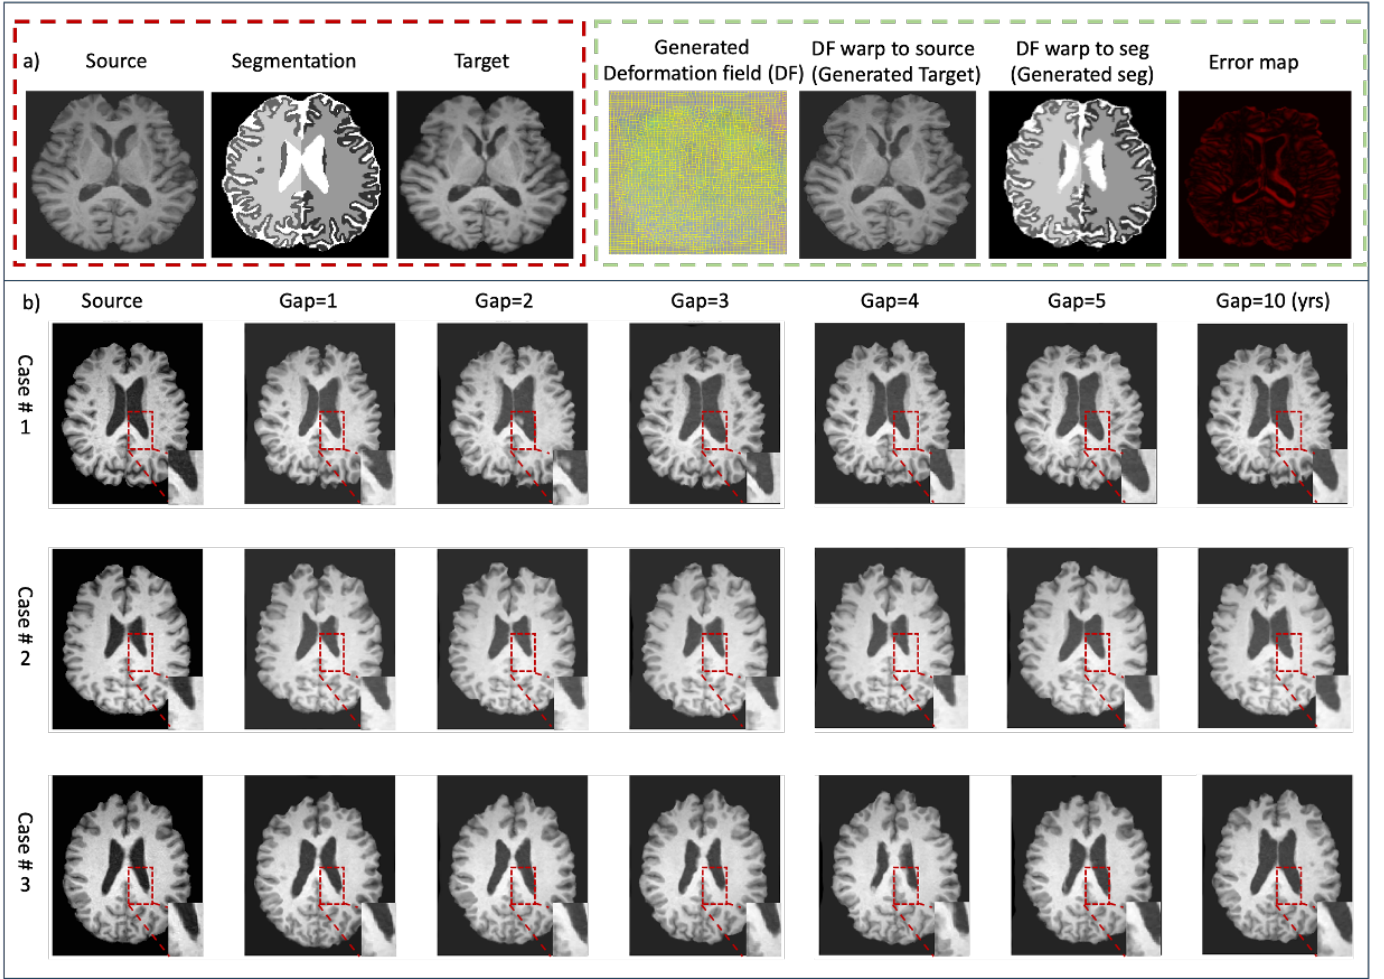 a)
Source
Segmentation
Target
Generated
Deformation field (DF)
DF warp to source
(Generated Target)
DF warp to seg
(Generated seg)
Error map
b)
Source
Gap=1
Gap=2
Gap=3
Gap=4
Gap=5
Gap=10 (yrs)
Case #
1
Case #
2
Case #
3